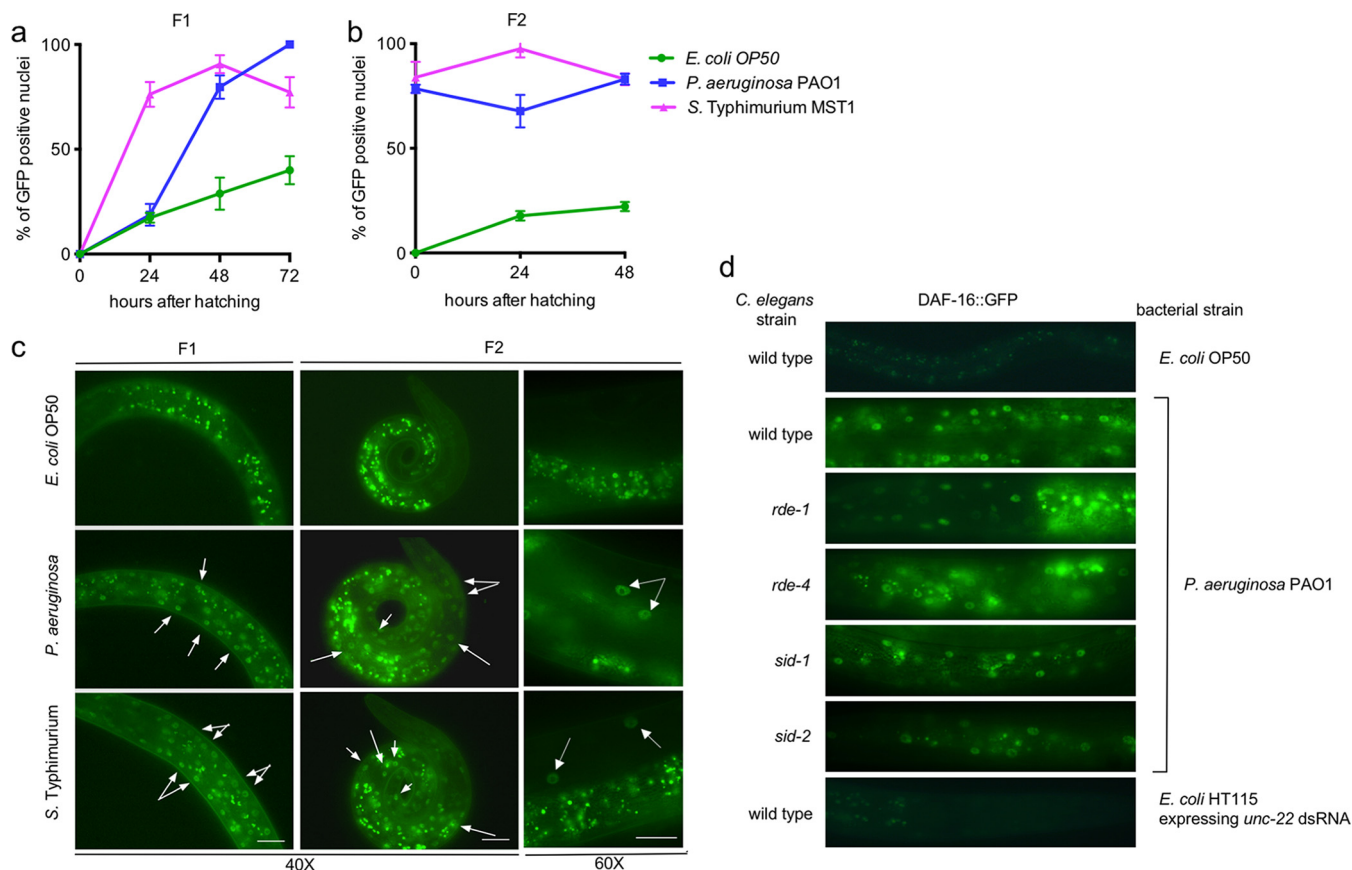 a
F1
% of GFP positive nuclei
100
50
0
0 24 48 72
hours after hatching
b
F2
% of GFP positive nuclei
100
50
0
0 24 48
hours after hatching
E. coli OP50
P. aeruginosa PAO1
S. Typhimurium MST1
c
F1 F2
E. coli OP50
P. aeruginosa
S. Typhimurium
40X 60X
d
C. elegans strain
DAF-16::GFP
bacterial strain
wild type
E. coli OP50
wild type
rde-1
rde-4
P. aeruginosa PAO1
sid-1
sid-2
wild type
E. coli HT115
expressing unc-22 dsRNA